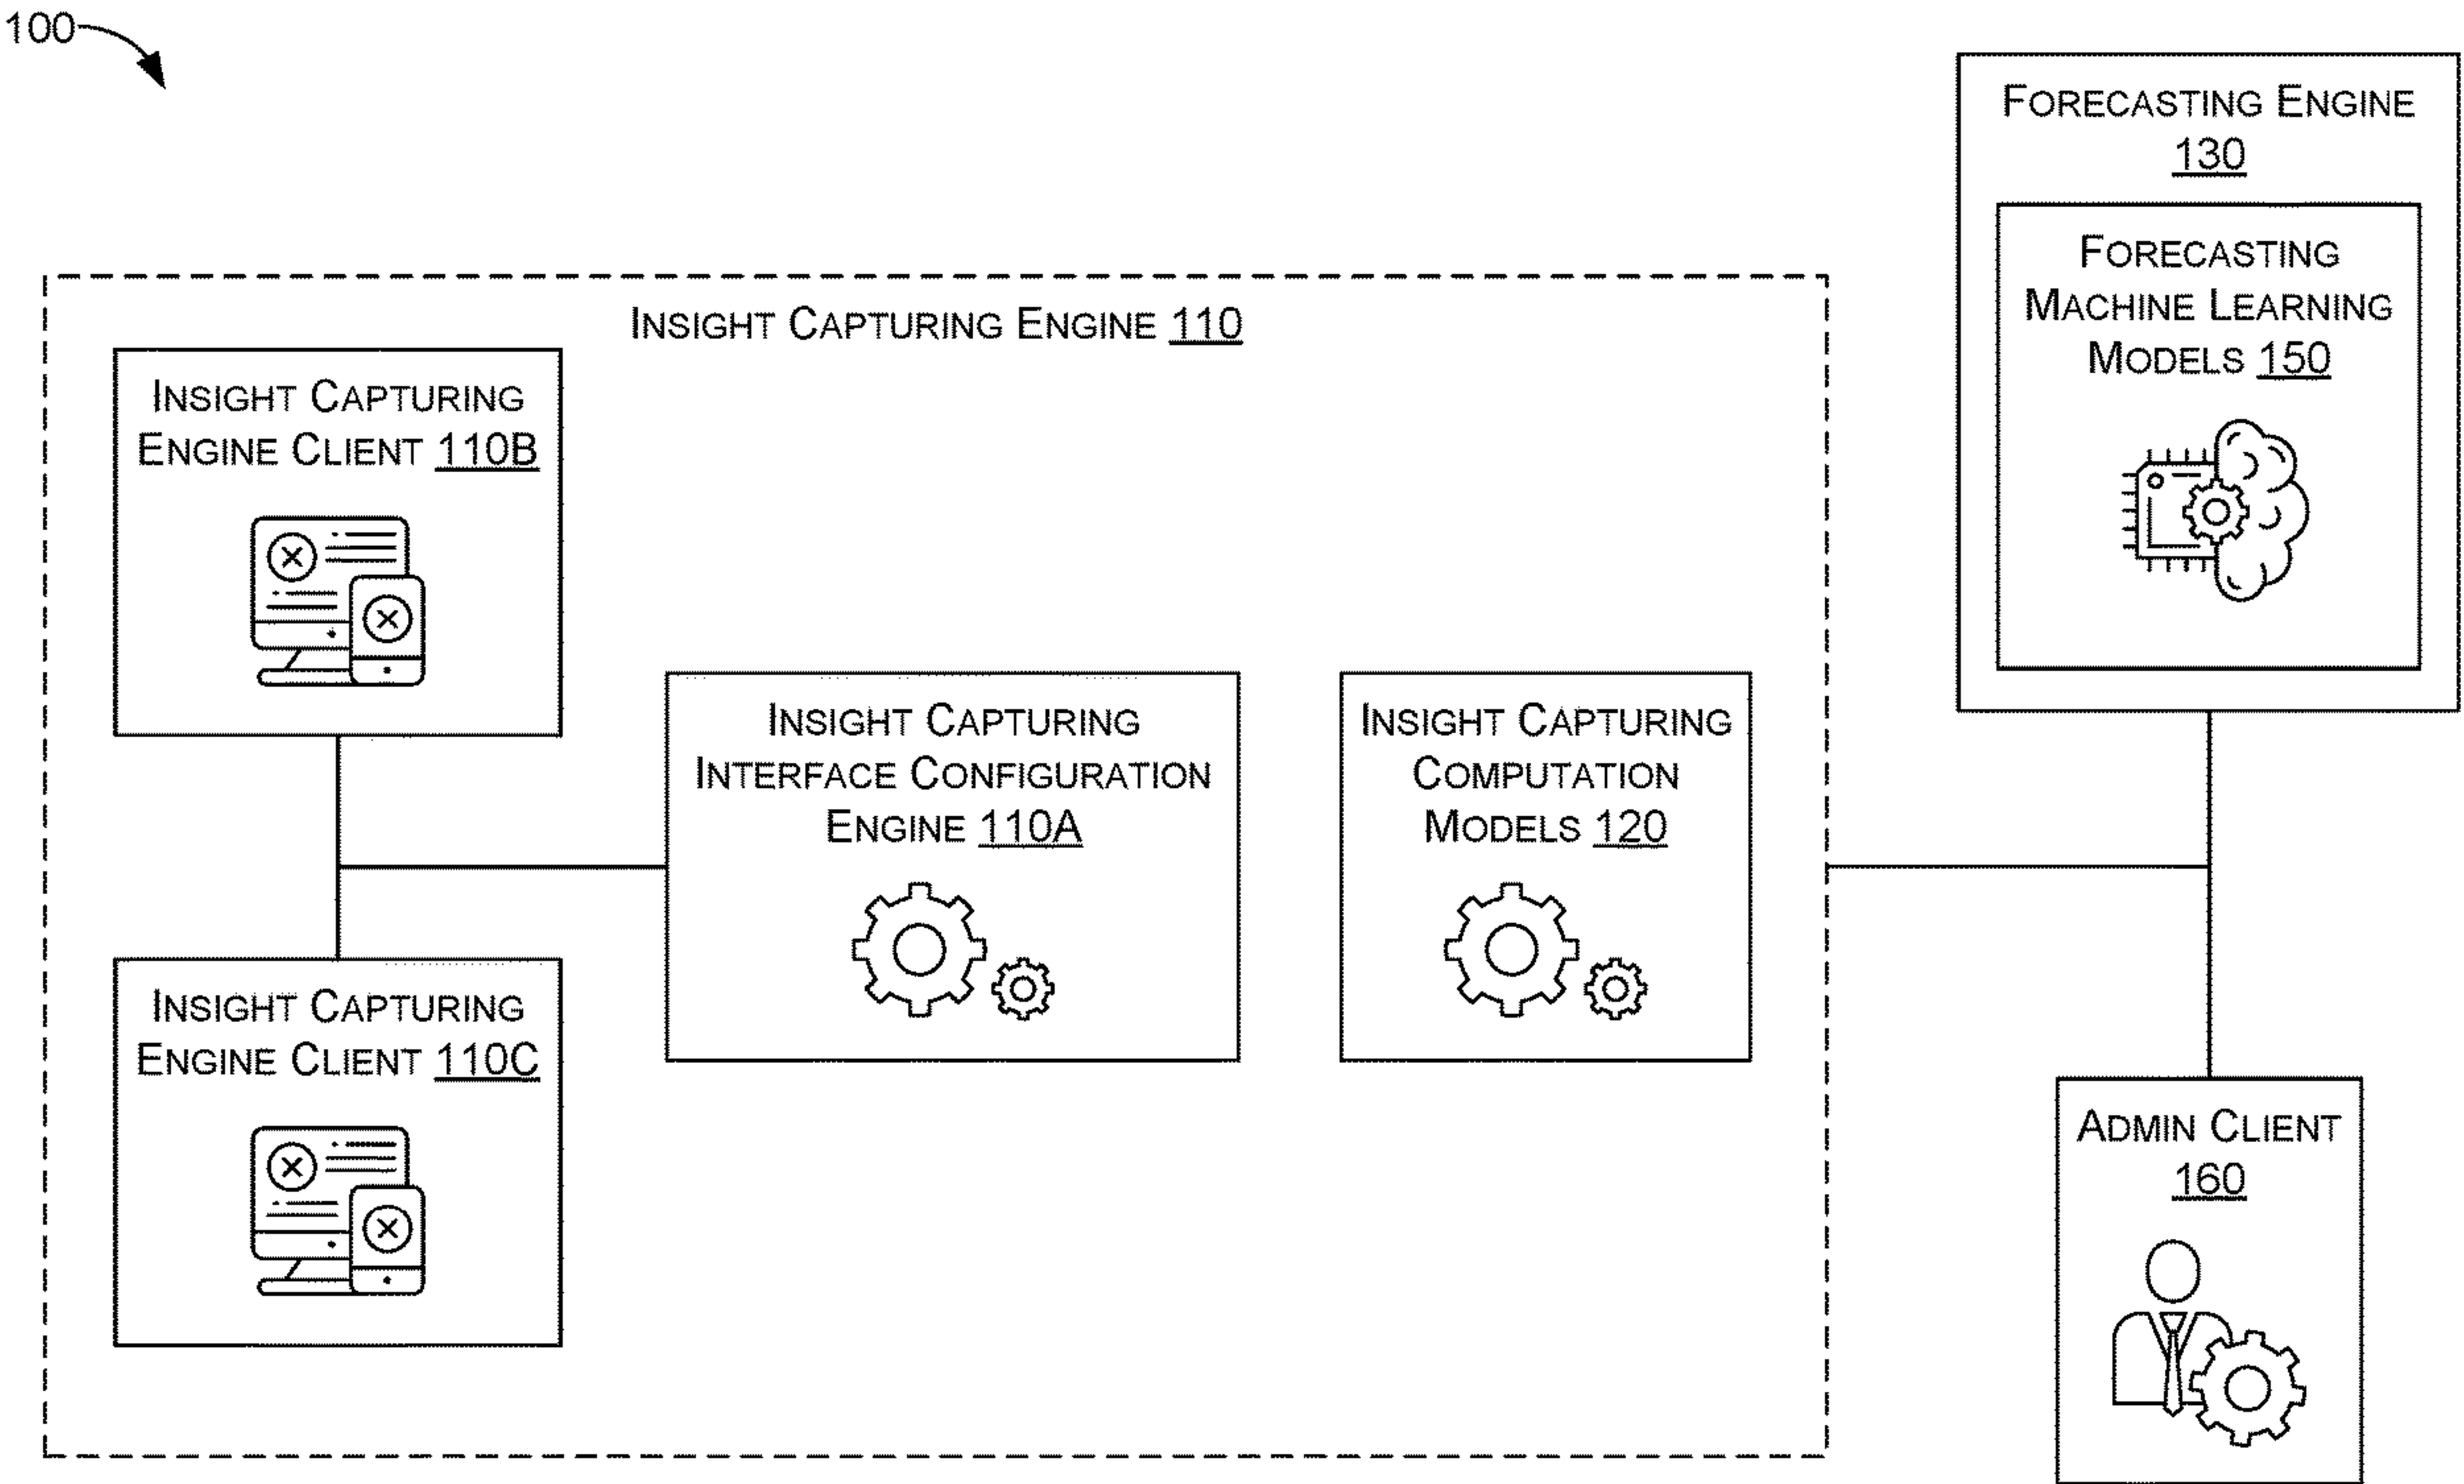 100
FORECASTING ENGINE
130
FORECASTING
MACHINE LEARNING
MODELS 150
INSIGHT CAPTURING ENGINE 110
INSIGHT CAPTURING
ENGINE CLIENT 110B
INSIGHT CAPTURING
INTERFACE CONFIGURATION
ENGINE 110A
INSIGHT CAPTURING
COMPUTATION
MODELS 120
INSIGHT CAPTURING
ENGINE CLIENT 110C
ADMIN CLIENT
160